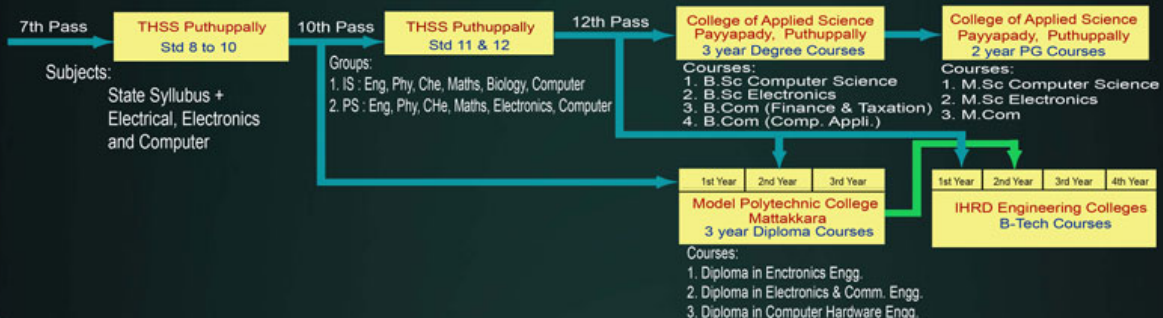 7th Pass
THSS Puthuppally
Std 8 to 10
Subjects:
State Syllubus +
Electrical, Electronics
and Computer
10th Pass
THSS Puthuppally
Std 11 & 12
Groups:
1. IS : Eng, Phy, Che, Maths, Biology, Computer
2. PS : Eng, Phy, CHe, Maths, Electronics, Computer
12th Pass
College of Applied Science
Payyapady, Puthuppally
3 year Degree Courses
Courses:
1. B.Sc Computer Science
2. B.Sc Electronics
3. B.Com (Finance & Taxation)
4. B.Com (Comp. Appli.)
College of Applied Science
Payyapady, Puthuppally
2 year PG Courses
Courses:
1. M.Sc Computer Science
2. M.Sc Electronics
3. M.Com
1st Year 2nd Year 3rd Year
Model Polytechnic College
Mattakkara
3 year Diploma Courses
Courses:
1. Diploma in Enctronics Engg.
2. Diploma in Electronics & Comm. Engg.
3. Diploma in Computer Hardware Engg.
1st Year 2nd Year 3rd Year 4th Year
IHRD Engineering Colleges
B-Tech Courses